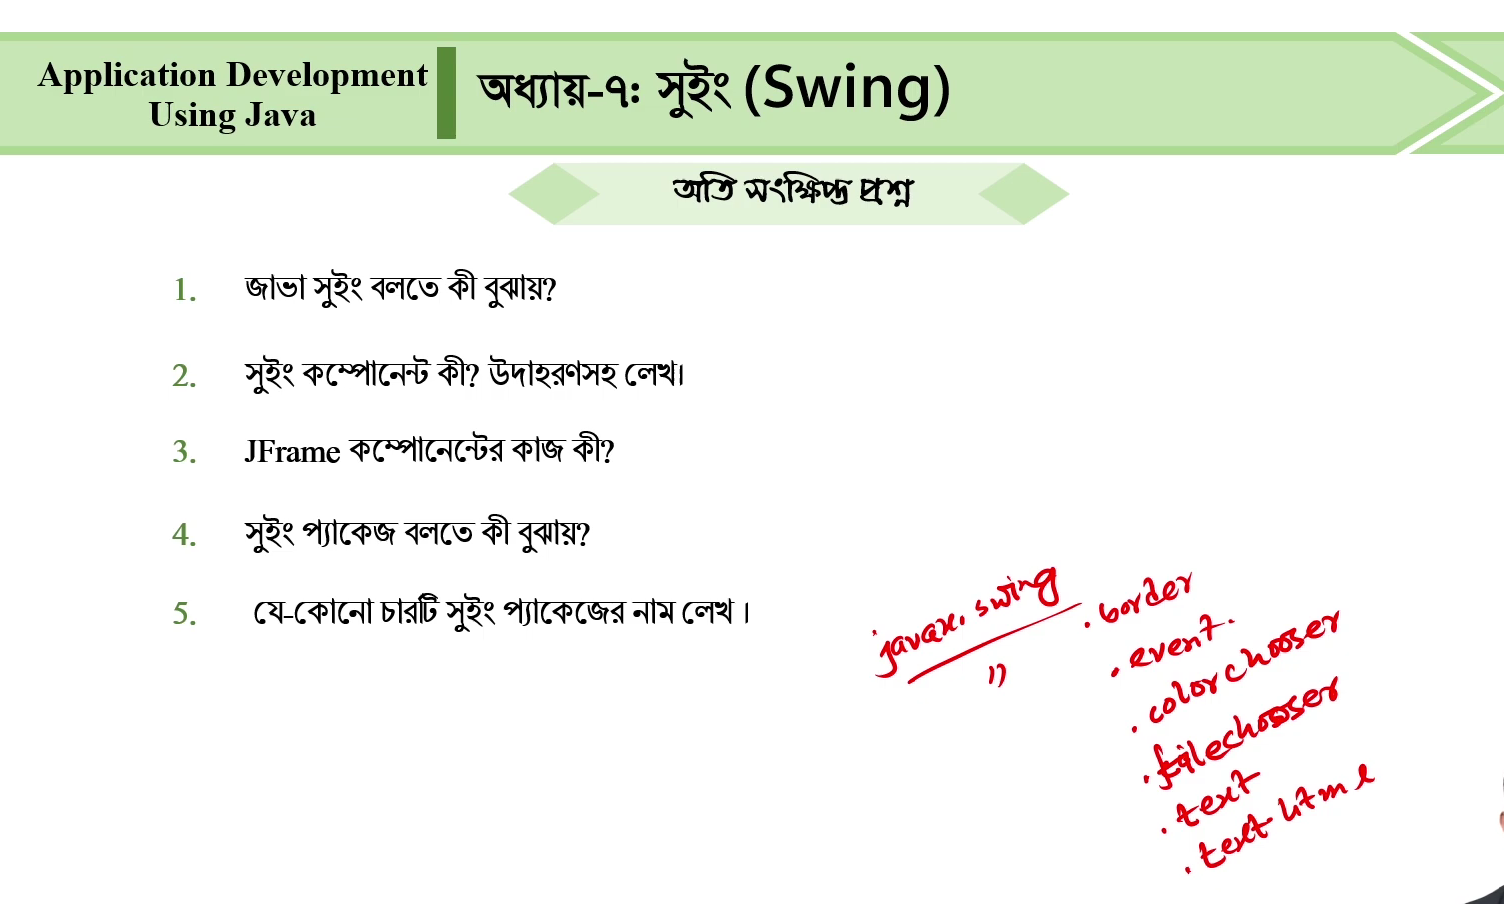 Application Development
Using Java
অধ্যায়-৭: সুইং (Swing)
অতি সংক্ষিপ্ত প্রশ্ন
1. জাভা সুইং বলতে কী বুঝায়?
2. সুইং কম্পোনেন্ট কী? উদাহরণসহ লেখ।
3. JFrame কম্পোনেন্টের কাজ কী?
4. সুইং প্যাকেজ বলতে কী বুঝায়?
5. যে-কোনো চারটি সুইং প্যাকেজের নাম লেখ।
javax.swing
"
.border
.event.
.colorchooser
.filechooser
.text
.text.html